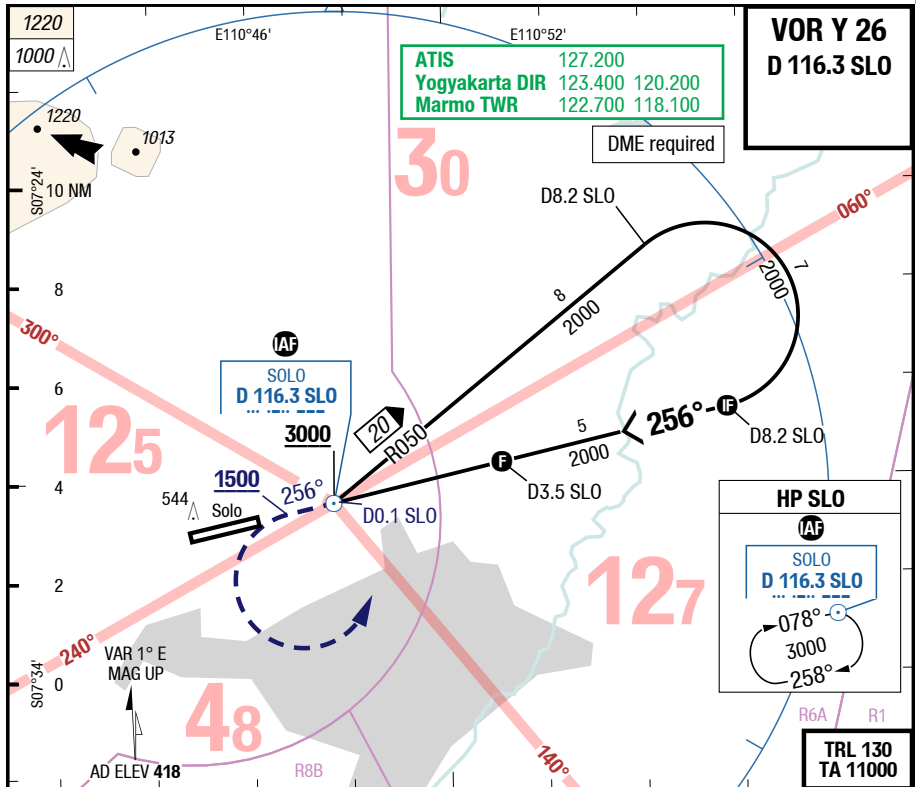 1220
1000
E110°46'
E110°52'
VOR Y 26
D 116.3 SLO
ATIS 127.200
Yogyakarta DIR 123.400 120.200
Marmo TWR 122.700 118.100
DME required
1220
1013
30
S07°24'
10 NM
D8.2 SLO
060°
7
2000
8
8
2000
300°
IAF
SOLO
D 116.3 SLO
6
125
3000
20
R050
5
2000
256°
IF
D8.2 SLO
F
D3.5 SLO
4
1500
256°
544
Solo
D0.1 SLO
HP SLO
IAF
SOLO
D 116.3 SLO
078°
3000
258°
2
127
240°
VAR 1° E
MAG UP
S07°34'
0
48
140°
R8B
R6A
R1
AD ELEV 418
TRL 130
TA 11000